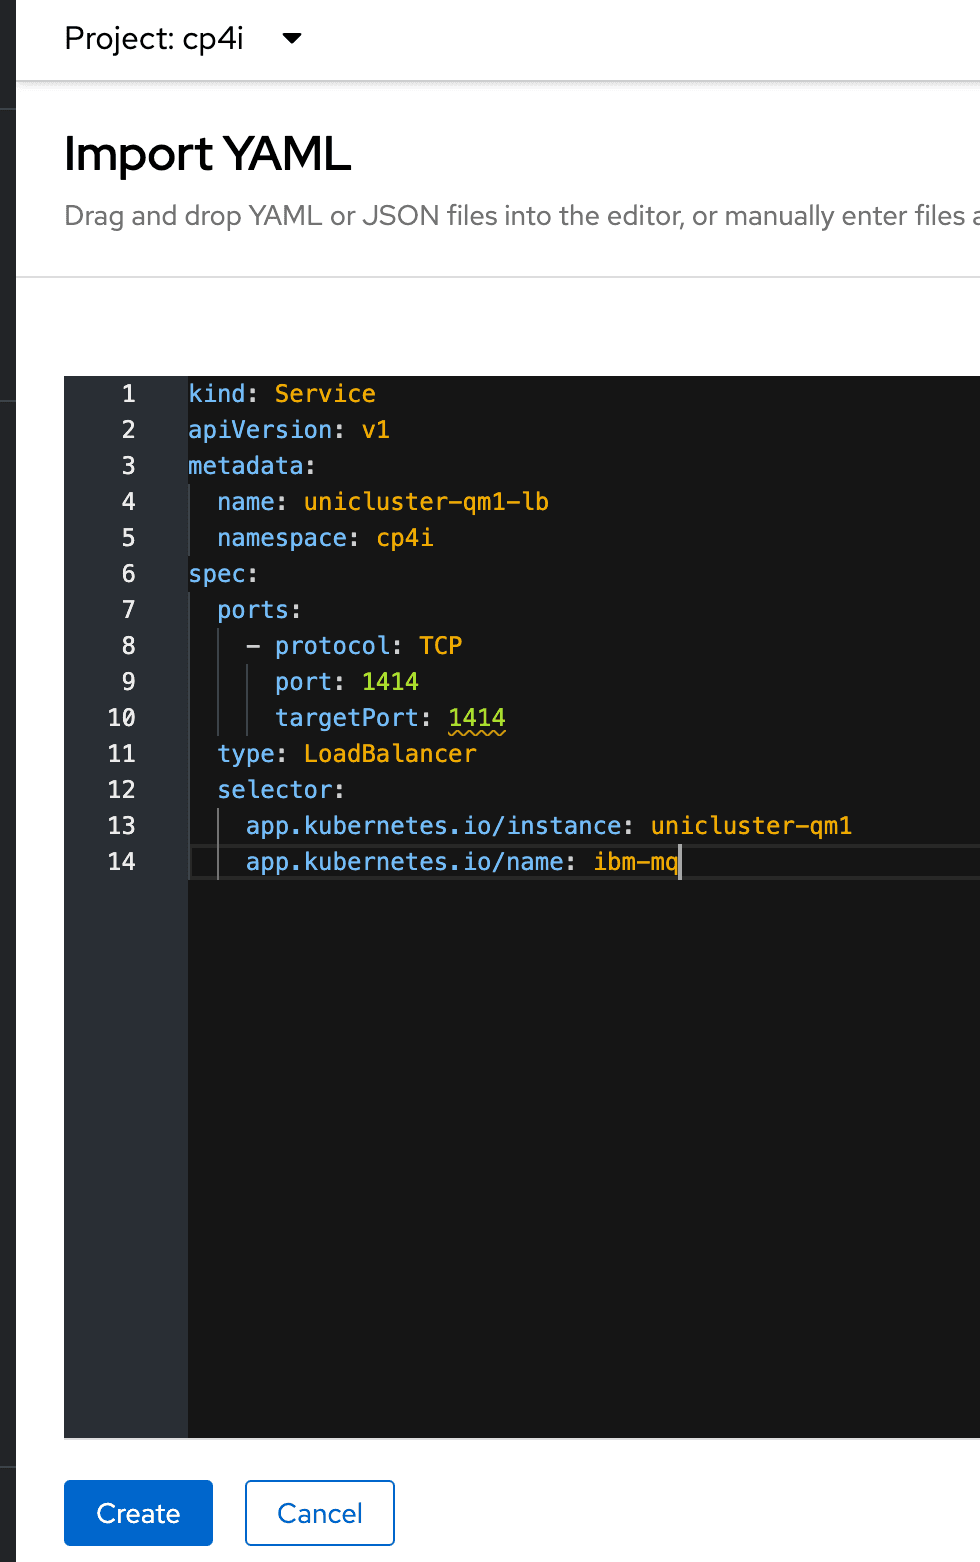 Project: cp4i
Import YAML
Drag and drop YAML or JSON files into the editor, or manually enter files
1 kind: Service
2 apiVersion: v1
3 metadata:
4   name: unicluster-qm1-lb
5   namespace: cp4i
6 spec:
7   ports:
8     - protocol: TCP
9       port: 1414
10       targetPort: 1414
11   type: LoadBalancer
12   selector:
13     app.kubernetes.io/instance: unicluster-qm1
14     app.kubernetes.io/name: ibm-mq
Create Cancel